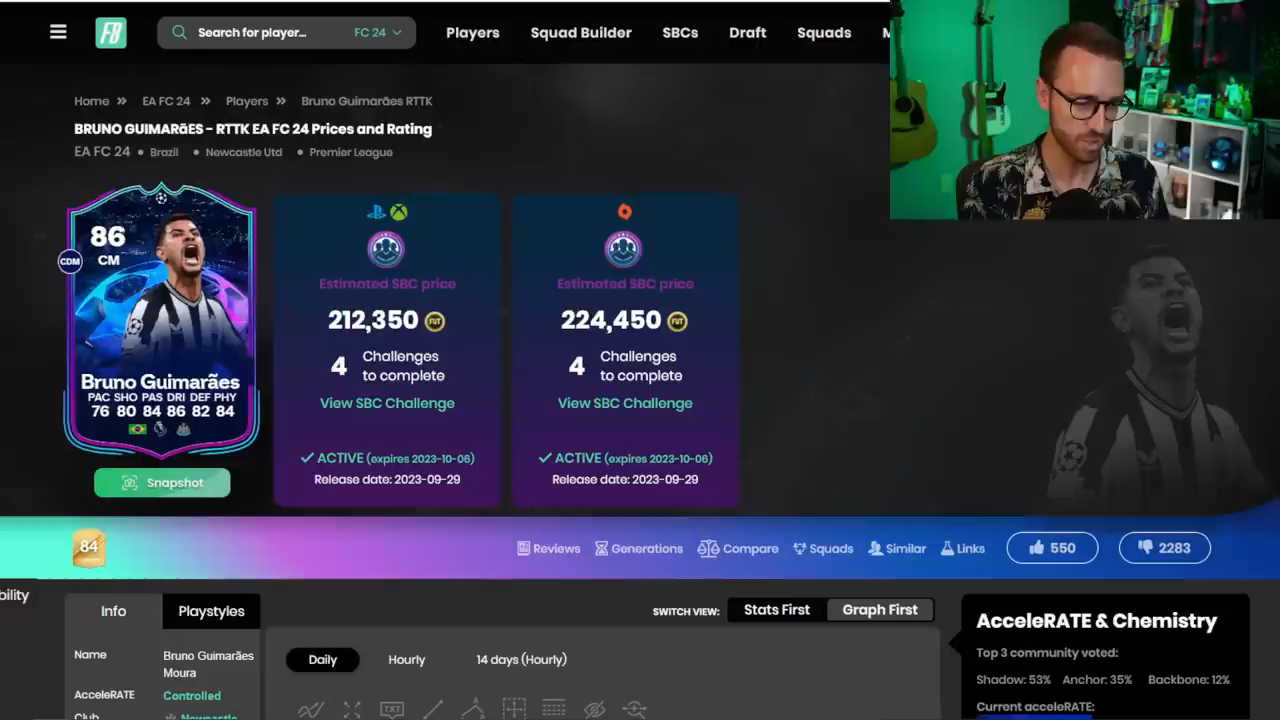 FB
Search for player...
FC 24
Players
Squad Builder
SBCs
Draft
Squads
M
Home » EA FC 24 » Players » Bruno Guimarães RTTK
BRUNO GUIMARãES - RTTK EA FC 24 Prices and Rating
EA FC 24 • Brazil • Newcastle Utd • Premier League
86
CM
CDM
Bruno Guimarães
PAC SHO PAS DRI DEF PHY
76 80 84 86 82 84
Snapshot
Estimated SBC price
212,350
FUT
4
Challenges
to complete
View SBC Challenge
ACTIVE (expires 2023-10-06)
Release date: 2023-09-29
Estimated SBC price
224,450
FUT
4
Challenges
to complete
View SBC Challenge
ACTIVE (expires 2023-10-06)
Release date: 2023-09-29
84
Reviews
Generations
Compare
Squads
Similar
Links
550
2283
bility
Info
Playstyles
Name
Bruno Guimarães
Moura
AcceleRATE
Controlled
Club
Newcastle
SWITCH VIEW:
Stats First
Graph First
Daily
Hourly
14 days (Hourly)
TXT
AcceleRATE & Chemistry
Top 3 community voted:
Shadow: 53% Anchor: 35% Backbone: 12%
Current acceleRATE: